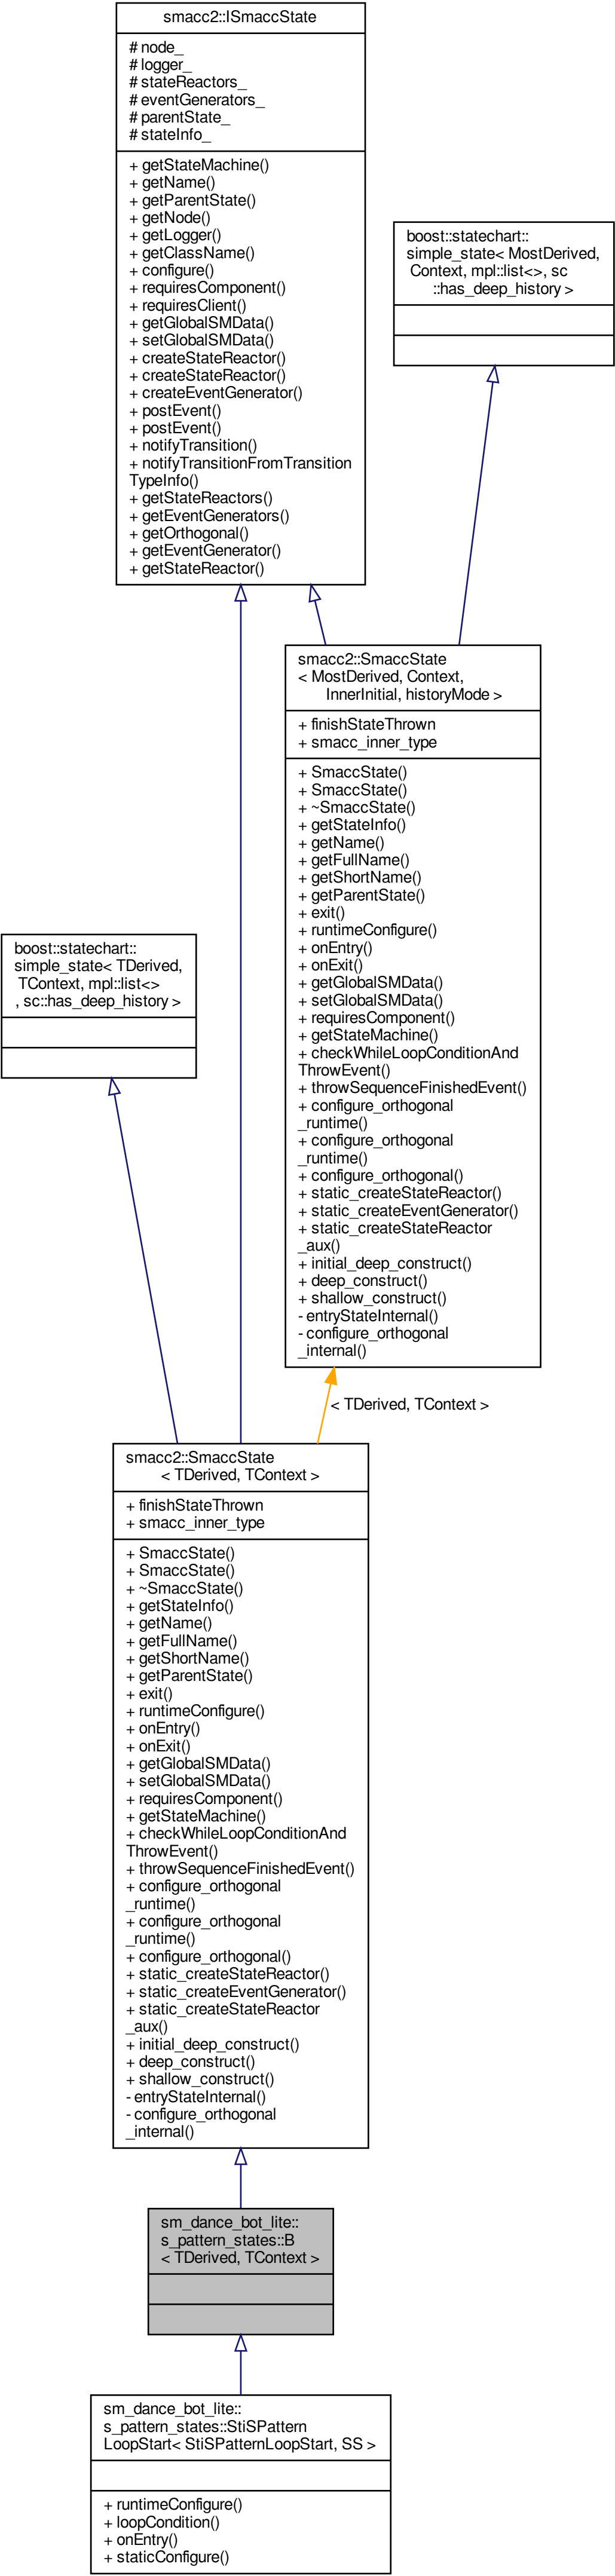 smacc2::ISmaccState
# node_
# logger_
# stateReactors_
# eventGenerators_
# parentState_
# stateInfo_
+ getStateMachine()
+ getName()
+ getParentState()
+ getNode()
+ getLogger()
+ getClassName()
+ configure()
+ requiresComponent()
+ requiresClient()
+ getGlobalSMData()
+ setGlobalSMData()
+ createStateReactor()
+ createStateReactor()
+ createEventGenerator()
+ postEvent()
+ postEvent()
+ notifyTransition()
+ notifyTransitionFromTransition
TypeInfo()
+ getStateReactors()
+ getEventGenerators()
+ getOrthogonal()
+ getEventGenerator()
+ getStateReactor()
boost::statechart::
simple_state< MostDerived,
Context, mpl::list<>, sc
::has_deep_history >
smacc2::SmaccState
< MostDerived, Context,
InnerInitial, historyMode >
+ finishStateThrown
+ smacc_inner_type
+ SmaccState()
+ SmaccState()
+ ~SmaccState()
+ getStateInfo()
+ getName()
+ getFullName()
+ getShortName()
+ getParentState()
+ exit()
+ runtimeConfigure()
+ onEntry()
+ onExit()
+ getGlobalSMData()
+ setGlobalSMData()
+ requiresComponent()
+ getStateMachine()
+ checkWhileLoopConditionAnd
ThrowEvent()
+ throwSequenceFinishedEvent()
+ configure_orthogonal
_runtime()
+ configure_orthogonal
_runtime()
+ configure_orthogonal()
+ static_createStateReactor()
+ static_createEventGenerator()
+ static_createStateReactor
_aux()
+ initial_deep_construct()
+ deep_construct()
+ shallow_construct()
- entryStateInternal()
- configure_orthogonal
_internal()
boost::statechart::
simple_state< TDerived,
TContext, mpl::list<>
, sc::has_deep_history >
< TDerived, TContext >
smacc2::SmaccState
< TDerived, TContext >
+ finishStateThrown
+ smacc_inner_type
+ SmaccState()
+ SmaccState()
+ ~SmaccState()
+ getStateInfo()
+ getName()
+ getFullName()
+ getShortName()
+ getParentState()
+ exit()
+ runtimeConfigure()
+ onEntry()
+ onExit()
+ getGlobalSMData()
+ setGlobalSMData()
+ requiresComponent()
+ getStateMachine()
+ checkWhileLoopConditionAnd
ThrowEvent()
+ throwSequenceFinishedEvent()
+ configure_orthogonal
_runtime()
+ configure_orthogonal
_runtime()
+ configure_orthogonal()
+ static_createStateReactor()
+ static_createEventGenerator()
+ static_createStateReactor
_aux()
+ initial_deep_construct()
+ deep_construct()
+ shallow_construct()
- entryStateInternal()
- configure_orthogonal
_internal()
sm_dance_bot_lite::
s_pattern_states::B
< TDerived, TContext >
sm_dance_bot_lite::
s_pattern_states::StiSPattern
LoopStart< StiSPatternLoopStart, SS >
+ runtimeConfigure()
+ loopCondition()
+ onEntry()
+ staticConfigure()